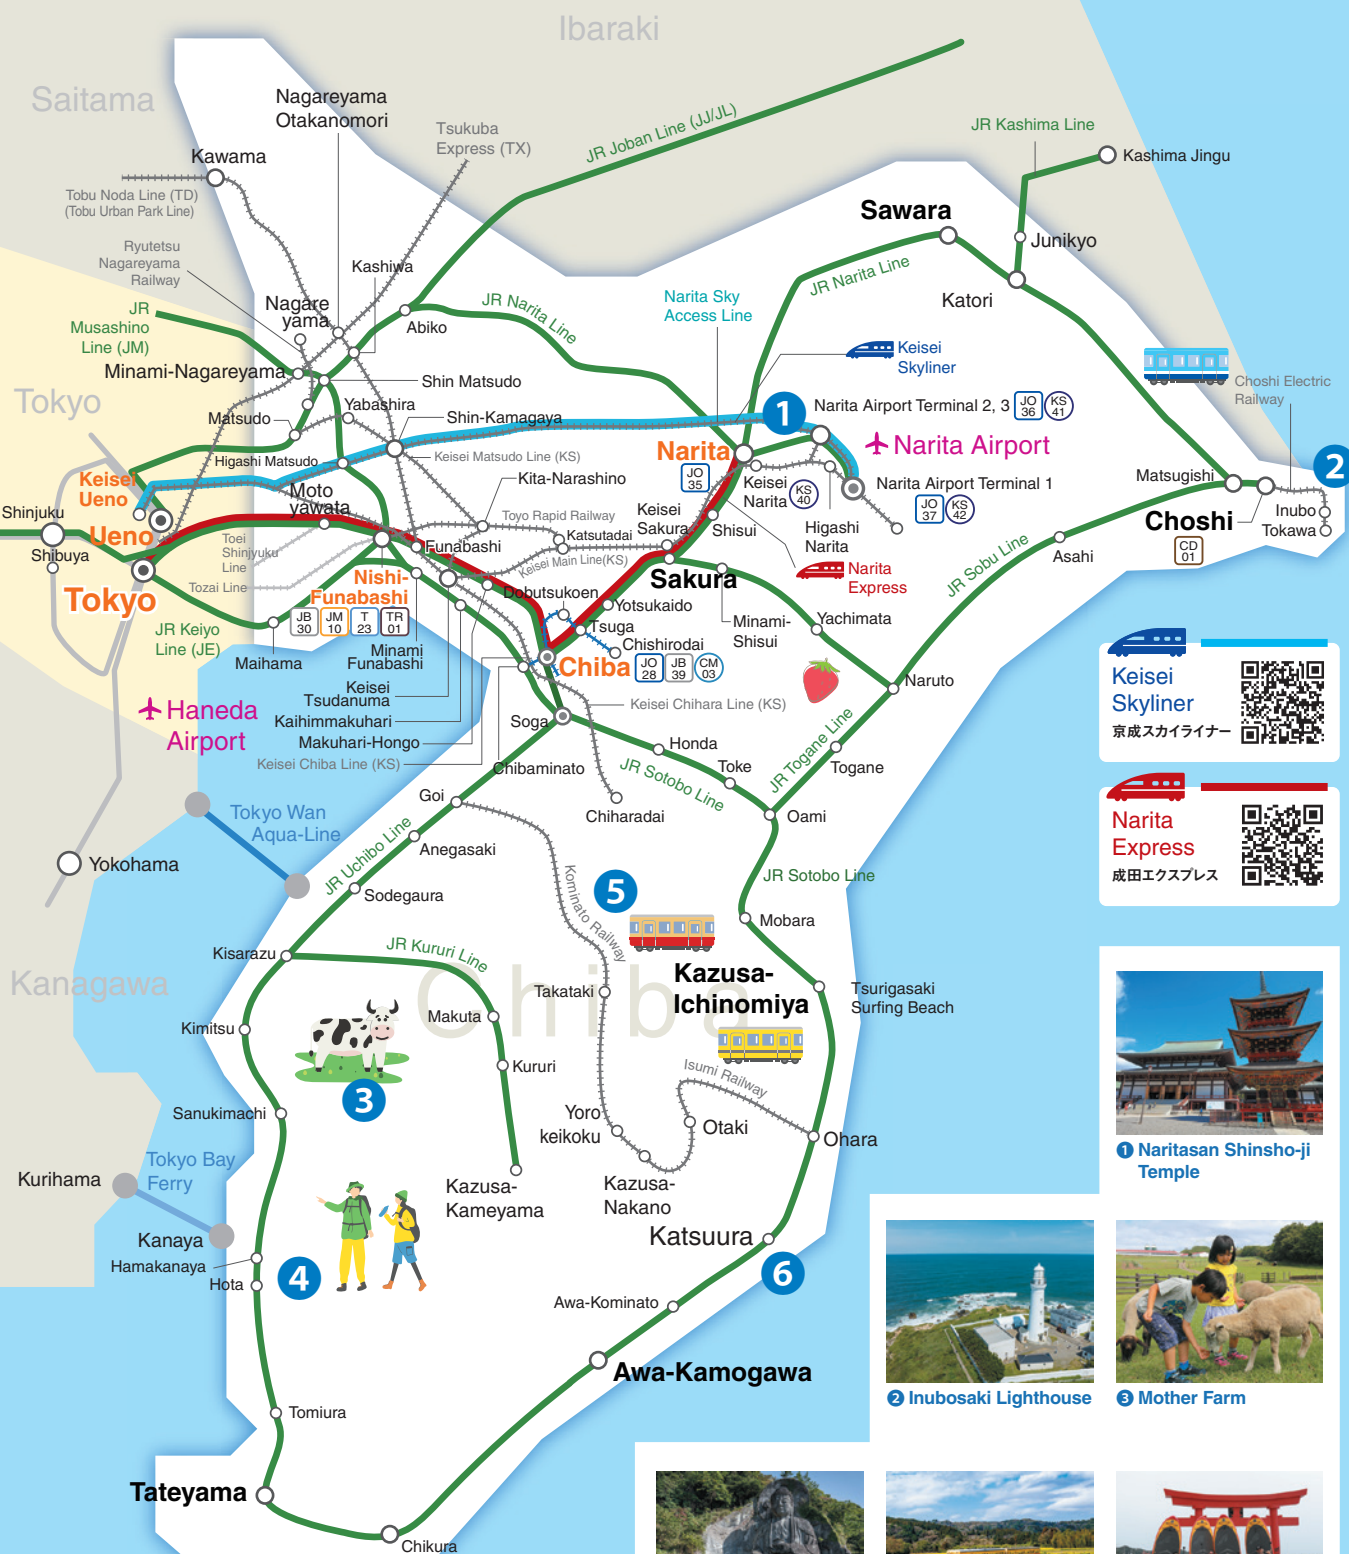 Ibaraki
Saitama
Nagareyama
Otakanomori
Tsukuba
Express (TX)
JR Joban Line (JJ/JL)
JR Kashima Line
Kashima Jingu
Kawama
Tobu Noda Line (TD)
(Tobu Urban Park Line)
Ryutetsu
Nagareyama
Railway
Kashiwa
Sawara
Junikyo
Katori
JR Narita Line
JR
Musashino
Line (JM)
Nagare
yama
Abiko
JR Narita Line
Narita Sky
Access Line
Keisei
Skyliner
Minami-Nagareyama
Shin Matsudo
Choshi Electric
Railway
Tokyo
Matsudo
Yabashira
Shin-Kamagaya
1
Narita Airport Terminal 2, 3
JO
36
KS
41
Narita Airport
Higashi Matsudo
Keisei Matsudo Line (KS)
Narita
JO
35
Keisei
Narita
KS
40
Narita Airport Terminal 1
JO
37
KS
42
Matsugishi
2
Keisei
Ueno
Kita-Narashino
Moto
yawata
Inubo
Tokawa
Choshi
CD
01
Shinjuku
Ueno
Toyo Rapid Railway
Keisei
Sakura
Shisui
Higashi
Narita
Asahi
Shibuya
Toei
Shinjyuku
Line
Funabashi
Katsutadai
Keisei Main Line(KS)
JR Sobu Line
Tozai Line
Nishi-
Funabashi
JB
30
JM
10
T
23
TR
01
Sakura
Narita
Express
Tokyo
Dobutsukoen
Yotsukaido
Tsuga
Minami-
Shisui
Yachimata
JR Keiyo
Line (JE)
Maihama
Minami
Funabashi
Chishirodai
Chiba
JO
28
JB
39
CM
03
Keisei
Tsudanuma
Naruto
Keisei
Skyliner
京成スカイライナー
Haneda
Airport
Kaihimmakuhari
Makuhari-Hongo
Keisei Chiba Line (KS)
Soga
Keisei Chihara Line (KS)
Honda
Toke
JR Togane Line
Togane
Chibaminato
JR Sotobo Line
Chiharadai
Oami
Narita
Express
成田エクスプレス
Goi
Tokyo Wan
Aqua-Line
Anegasaki
JR Uchibo Line
Yokohama
Sodegaura
Kominato Railway
5
JR Sotobo Line
Mobara
Kisarazu
JR Kururi Line
Kanagawa
Chiba
Kazusa-
Ichinomiya
Takataki
Tsurigasaki
Surfing Beach
Makuta
Kimitsu
Kururi
3
Isumi Railway
Sanukimachi
Yoro
keikoku
Otaki
Ohara
1 Naritasan Shinsho-ji
Temple
Tokyo Bay
Ferry
Kurihama
Kazusa-
Kameyama
Kazusa-
Nakano
Kanaya
Katsuura
Hamakanaya
Hota
4
6
Awa-Kominato
Awa-Kamogawa
2 Inubosaki Lighthouse
3 Mother Farm
Tomiura
Tateyama
Chikura